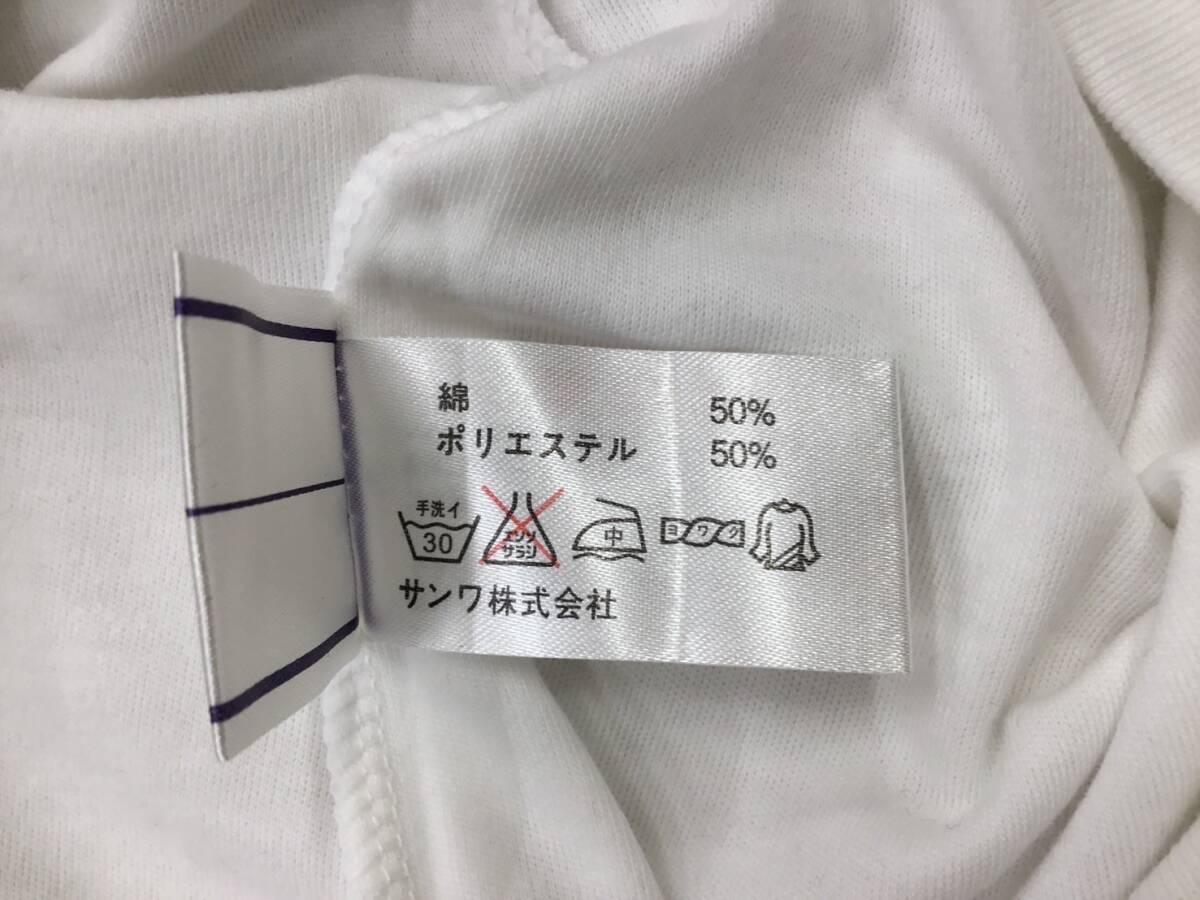 綿 50%
ポリエステル 50%
手洗イ
30
エンソ
サラシ
中
ヨワク
サンワ株式会社